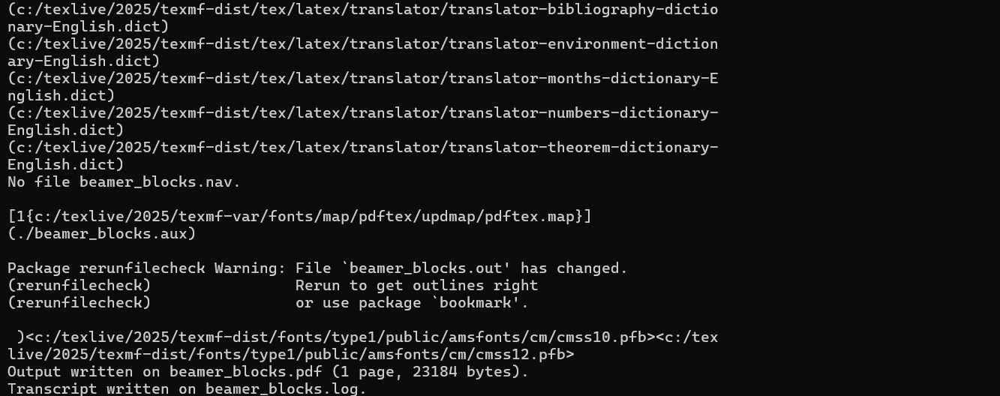 (c:/texlive/2025/texmf-dist/tex/latex/translator/translator-bibliography-dictio
nary-English.dict)
(c:/texlive/2025/texmf-dist/tex/latex/translator/translator-environment-diction
ary-English.dict)
(c:/texlive/2025/texmf-dist/tex/latex/translator/translator-months-dictionary-E
nglish.dict)
(c:/texlive/2025/texmf-dist/tex/latex/translator/translator-numbers-dictionary-
English.dict)
(c:/texlive/2025/texmf-dist/tex/latex/translator/translator-theorem-dictionary-
English.dict)
No file beamer_blocks.nav.
[1{c:/texlive/2025/texmf-var/fonts/map/pdftex/updmap/pdftex.map}]
(./beamer_blocks.aux)
Package rerunfilecheck Warning: File `beamer_blocks.out' has changed.
(rerunfilecheck)                Rerun to get outlines right
(rerunfilecheck)                or use package `bookmark'.
 )<c:/texlive/2025/texmf-dist/fonts/type1/public/amsfonts/cm/cmss10.pfb><c:/tex
live/2025/texmf-dist/fonts/type1/public/amsfonts/cm/cmss12.pfb>
Output written on beamer_blocks.pdf (1 page, 23184 bytes).
Transcript written on beamer_blocks.log.